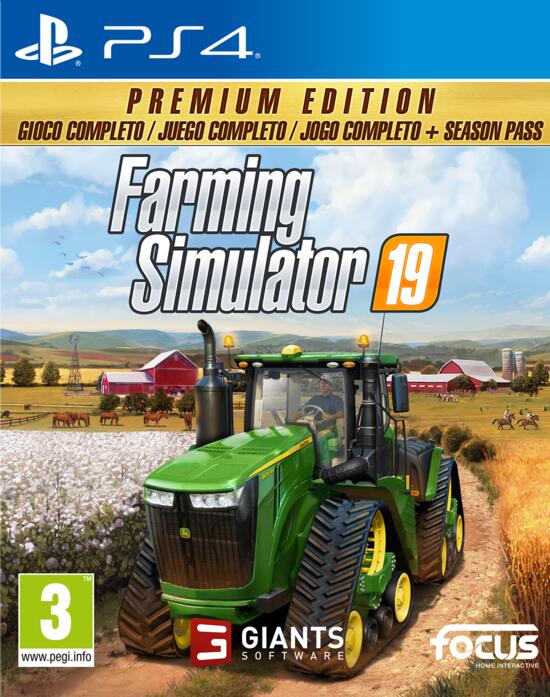 PS4
PREMIUM EDITION
GIOCO COMPLETO / JUEGO COMPLETO / JOGO COMPLETO + SEASON PASS
Farming
Simulator 19
3
www.pegi.info
GIANTS
SOFTWARE
focus
HOME INTERACTIVE